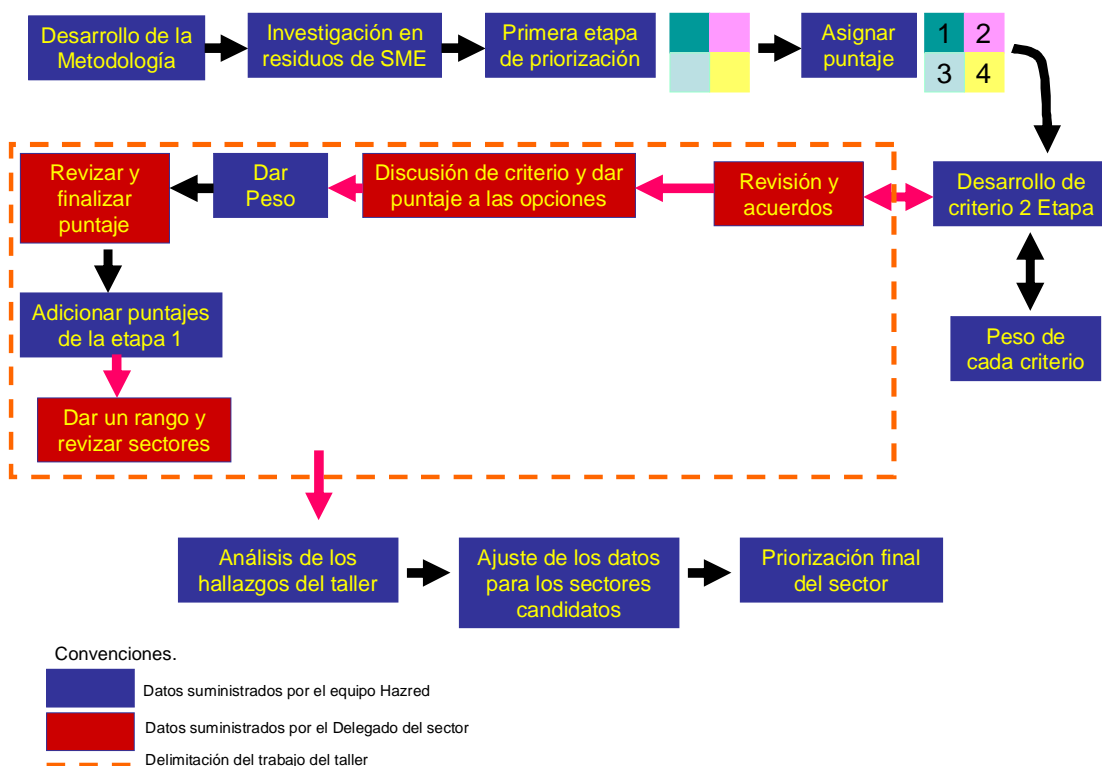 Desarrollo de la
Metodología
Investigación en
residuos de SME
Primera etapa
de priorización
Asignar
puntaje
1 2
3 4
Revizar y
finalizar
puntaje
Dar
Peso
Discusión de criterio y dar
puntaje a las opciones
Revisión y
acuerdos
Desarrollo de
criterio 2 Etapa
Adicionar puntajes
de la etapa 1
Peso de
cada criterio
Dar un rango y
revizar sectores
Análisis de los
hallazgos del taller
Ajuste de los datos
para los sectores
candidatos
Priorización final
del sector
Convenciones.
Datos suministrados por el equipo Hazred
Datos suministrados por el Delegado del sector
Delimitación del trabajo del taller